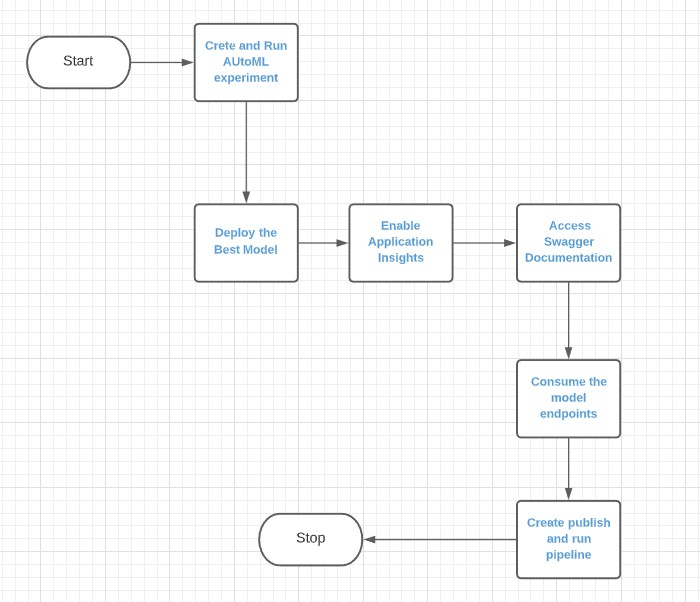 Start
Crete and Run
AUtoML
experiment
Deploy the
Best Model
Enable
Application
Insights
Access
Swagger
Documentation
Consume the
model
endpoints
Create publish
and run
pipeline
Stop